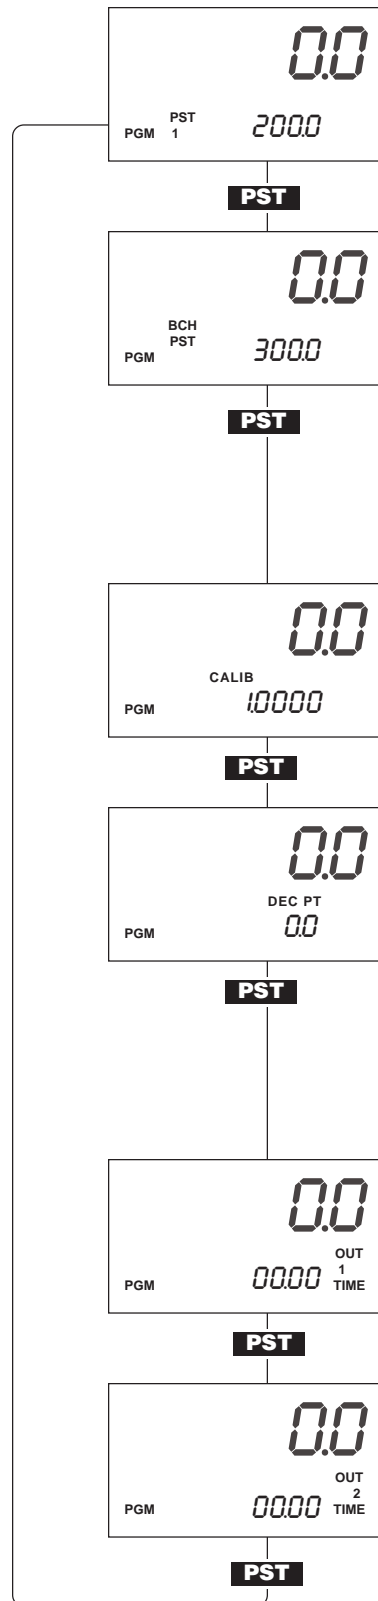 0.0
PST
PGM 1 200.0
PST
0.0
BCH
PST
PGM 300.0
PST
0.0
CALIB
PGM 1.0000
PST
0.0
DEC PT
PGM 0.0
PST
0.0
OUT
1
PGM 00.00 TIME
PST
0.0
OUT
2
PGM 00.00 TIME
PST